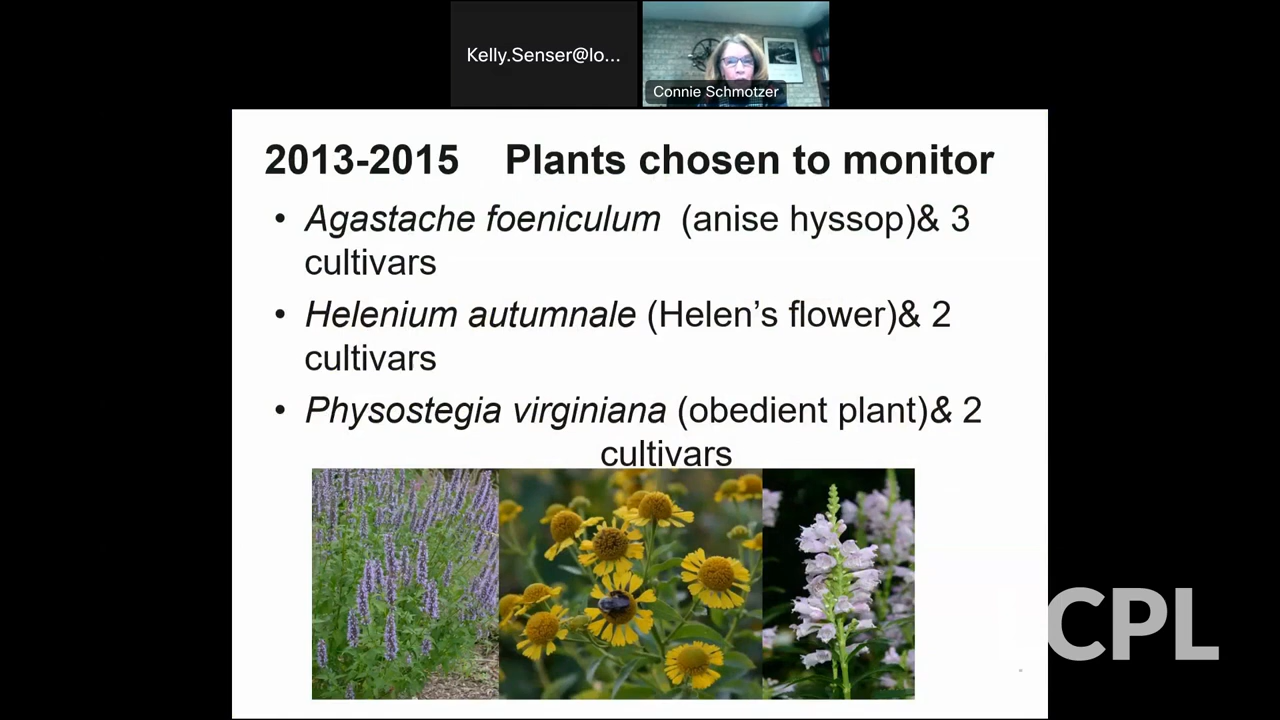 Kelly.Senser@lo...
Connie Schmotzer
2013-2015 Plants chosen to monitor
• Agastache foeniculum (anise hyssop)& 3
cultivars
• Helenium autumnale (Helen’s flower)& 2
cultivars
• Physostegia virginiana (obedient plant)& 2
cultivars
LCPL